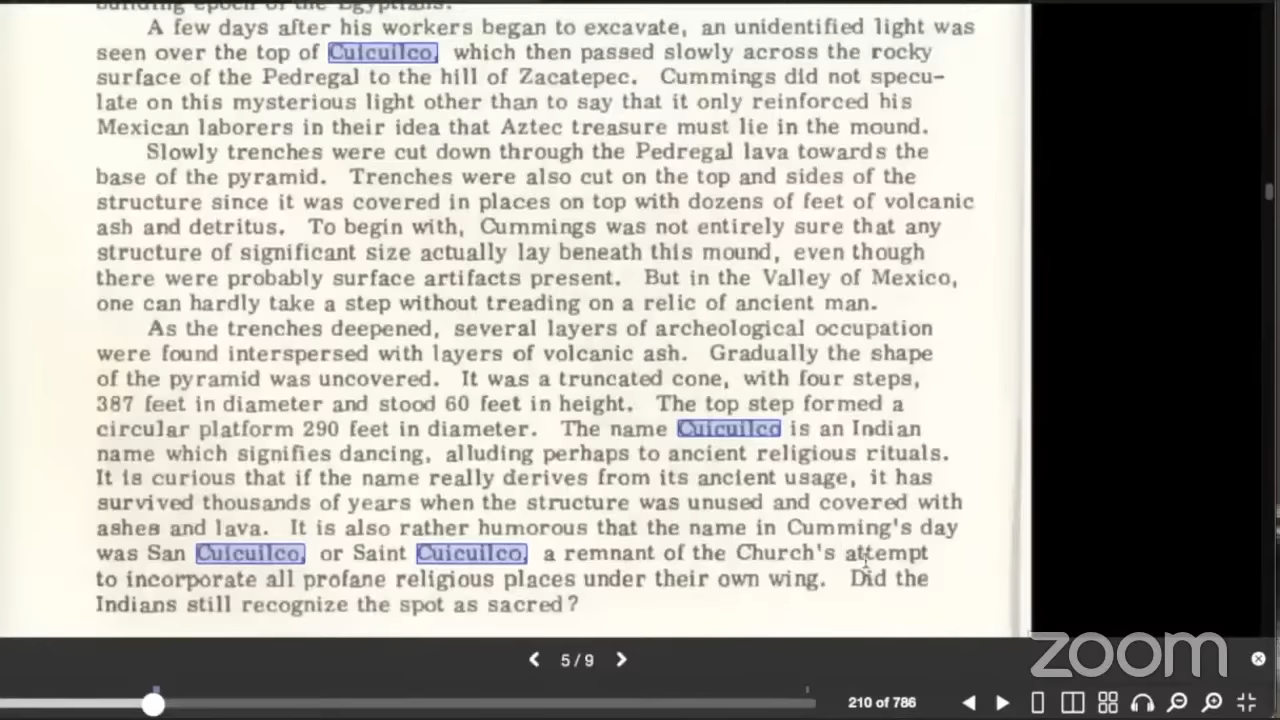 building epoch of the Egyptians.
A few days after his workers began to excavate, an unidentified light was
seen over the top of Cuicuilco, which then passed slowly across the rocky
surface of the Pedregal to the hill of Zacatepec. Cummings did not specu-
late on this mysterious light other than to say that it only reinforced his
Mexican laborers in their idea that Aztec treasure must lie in the mound.
Slowly trenches were cut down through the Pedregal lava towards the
base of the pyramid. Trenches were also cut on the top and sides of the
structure since it was covered in places on top with dozens of feet of volcanic
ash and detritus. To begin with, Cummings was not entirely sure that any
structure of significant size actually lay beneath this mound, even though
there were probably surface artifacts present. But in the Valley of Mexico,
one can hardly take a step without treading on a relic of ancient man.
As the trenches deepened, several layers of archeological occupation
were found interspersed with layers of volcanic ash. Gradually the shape
of the pyramid was uncovered. It was a truncated cone, with four steps,
387 feet in diameter and stood 60 feet in height. The top step formed a
circular platform 290 feet in diameter. The name Cuicuilco is an Indian
name which signifies dancing, alluding perhaps to ancient religious rituals.
It is curious that if the name really derives from its ancient usage, it has
survived thousands of years when the structure was unused and covered with
ashes and lava. It is also rather humorous that the name in Cumming's day
was San Cuicuilco, or Saint Cuicuilco, a remnant of the Church's attempt
to incorporate all profane religious places under their own wing. Did the
Indians still recognize the spot as sacred?
zoom
5/9
210 of 786